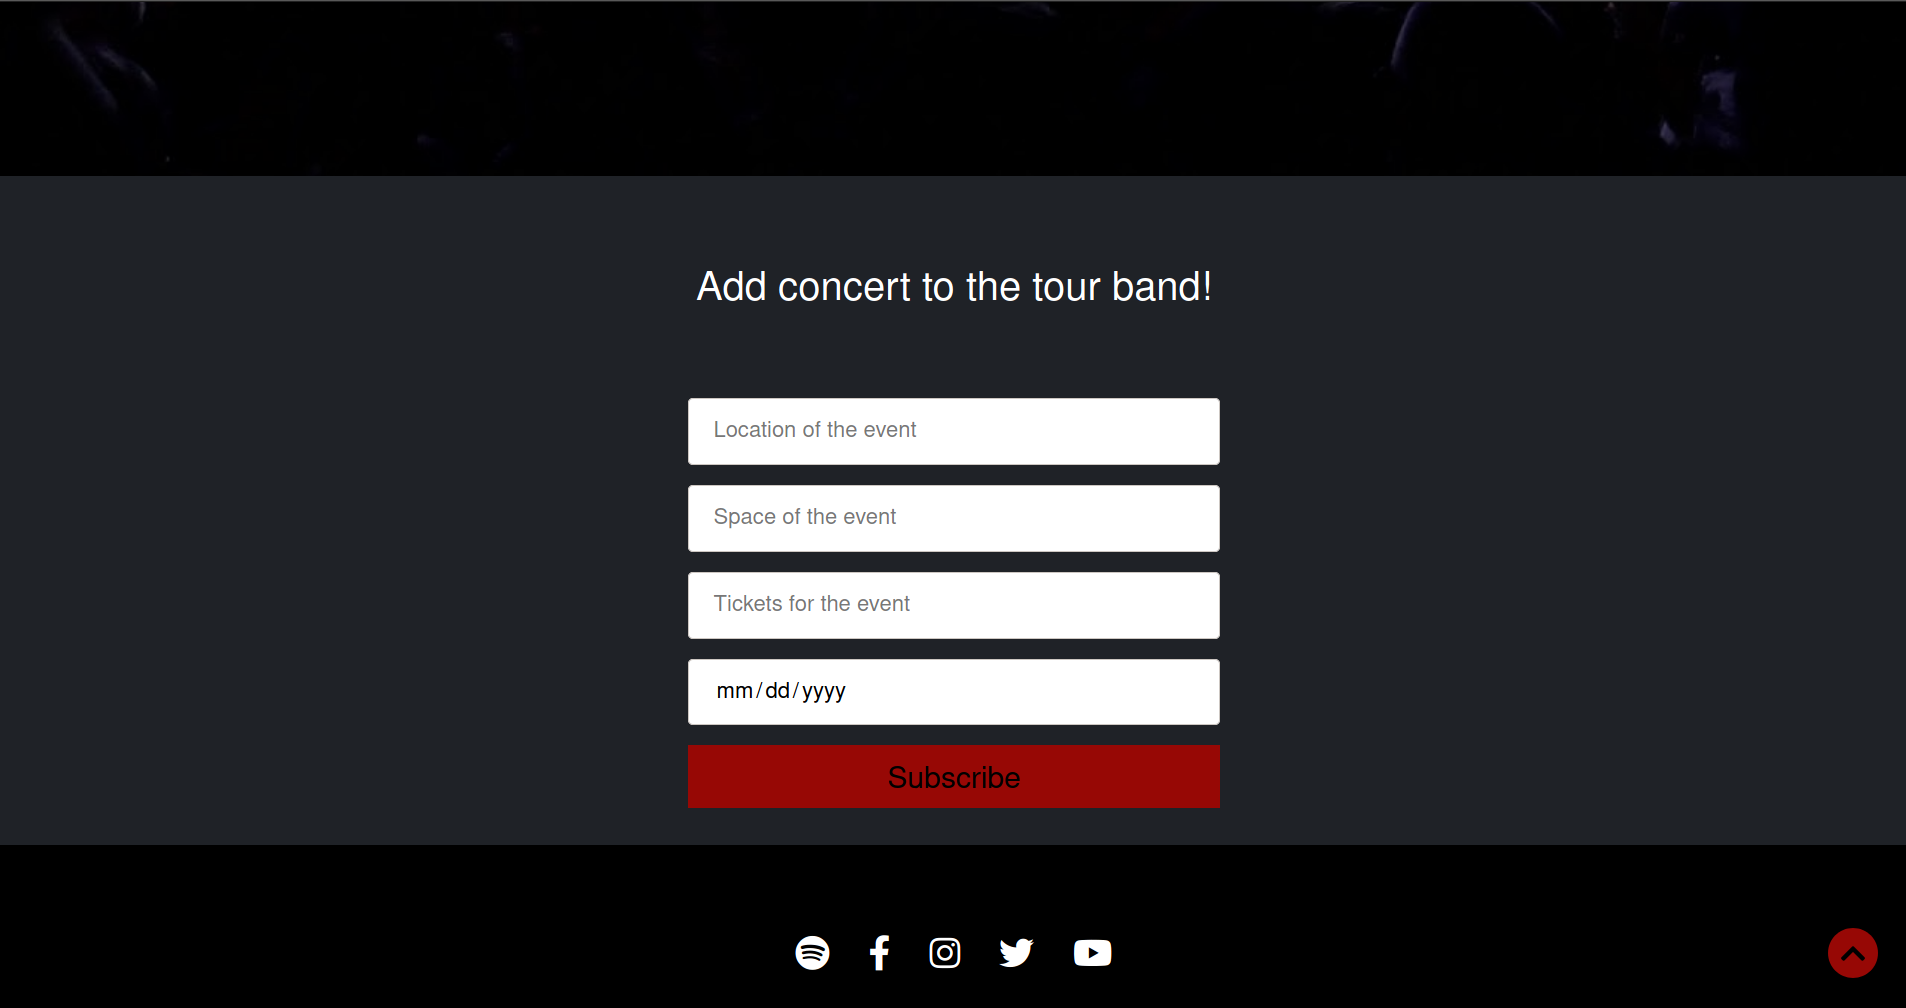 Add concert to the tour band!
Location of the event
Space of the event
Tickets for the event
mm/dd/yyyy
Subscribe